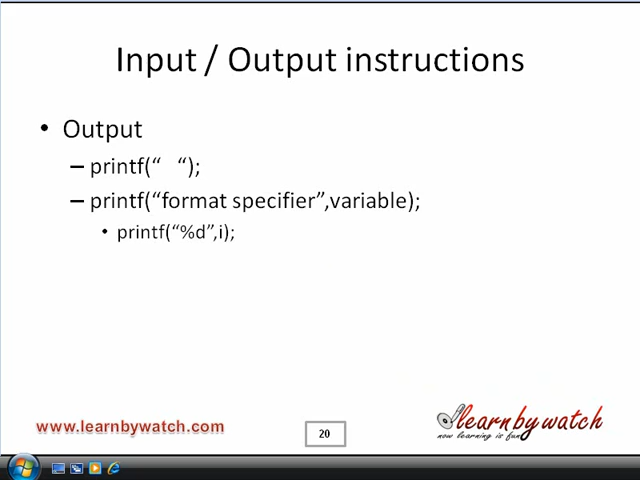 Input / Output instructions
• Output
– printf(“ “);
– printf(“format specifier”,variable);
• printf(“%d”,i);
www.learnbywatch.com
20
learnbywatch
now learning is fun